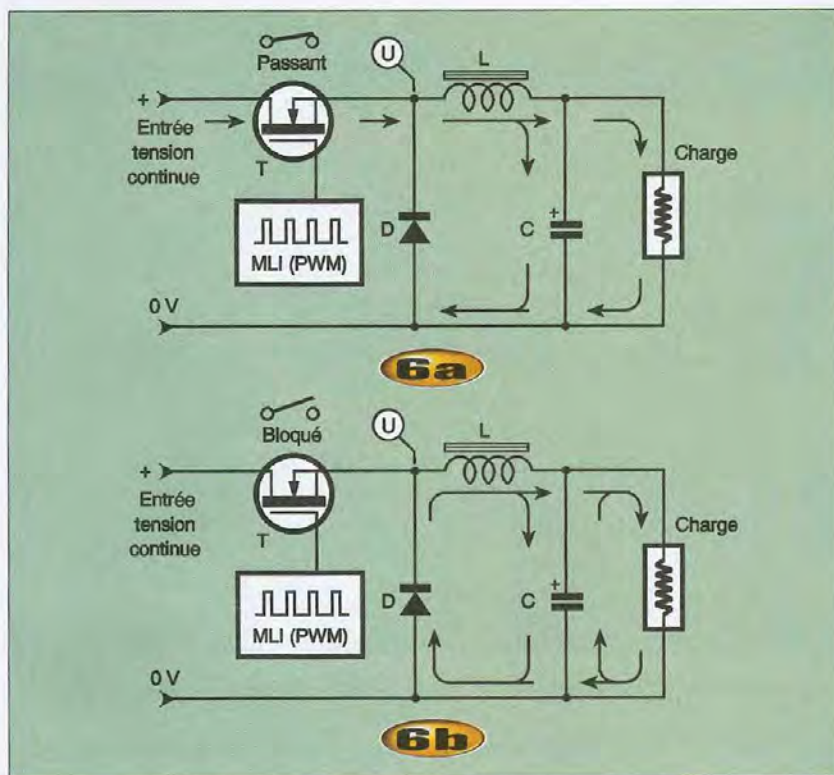 Passant
U
L
+
Entrée
tension
continue
T
Charge
MLI (PWM)
D
C
+
0 V
6a
Bloqué
U
L
+
Entrée
tension
continue
T
Charge
MLI (PWM)
D
C
+
0 V
6b